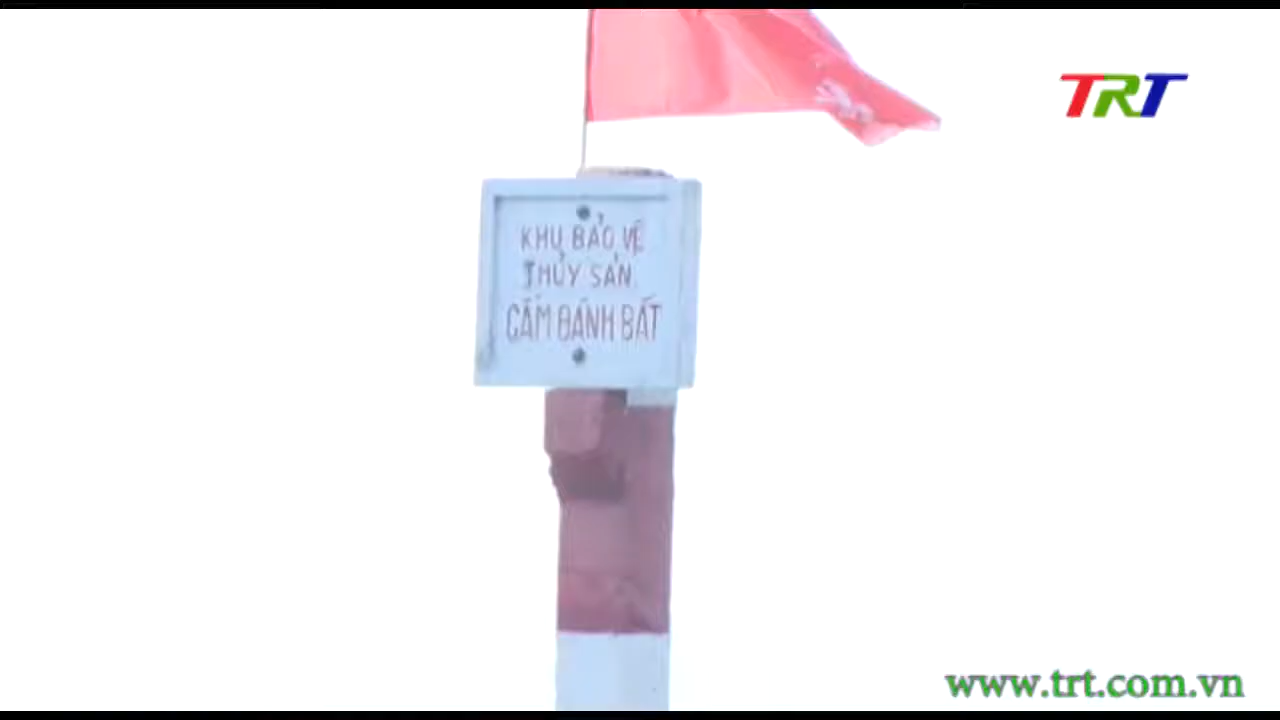 TRT
KHU BẢO VỆ
THỦY SẢN
CẤM ĐÁNH BẮT
www.trt.com.vn